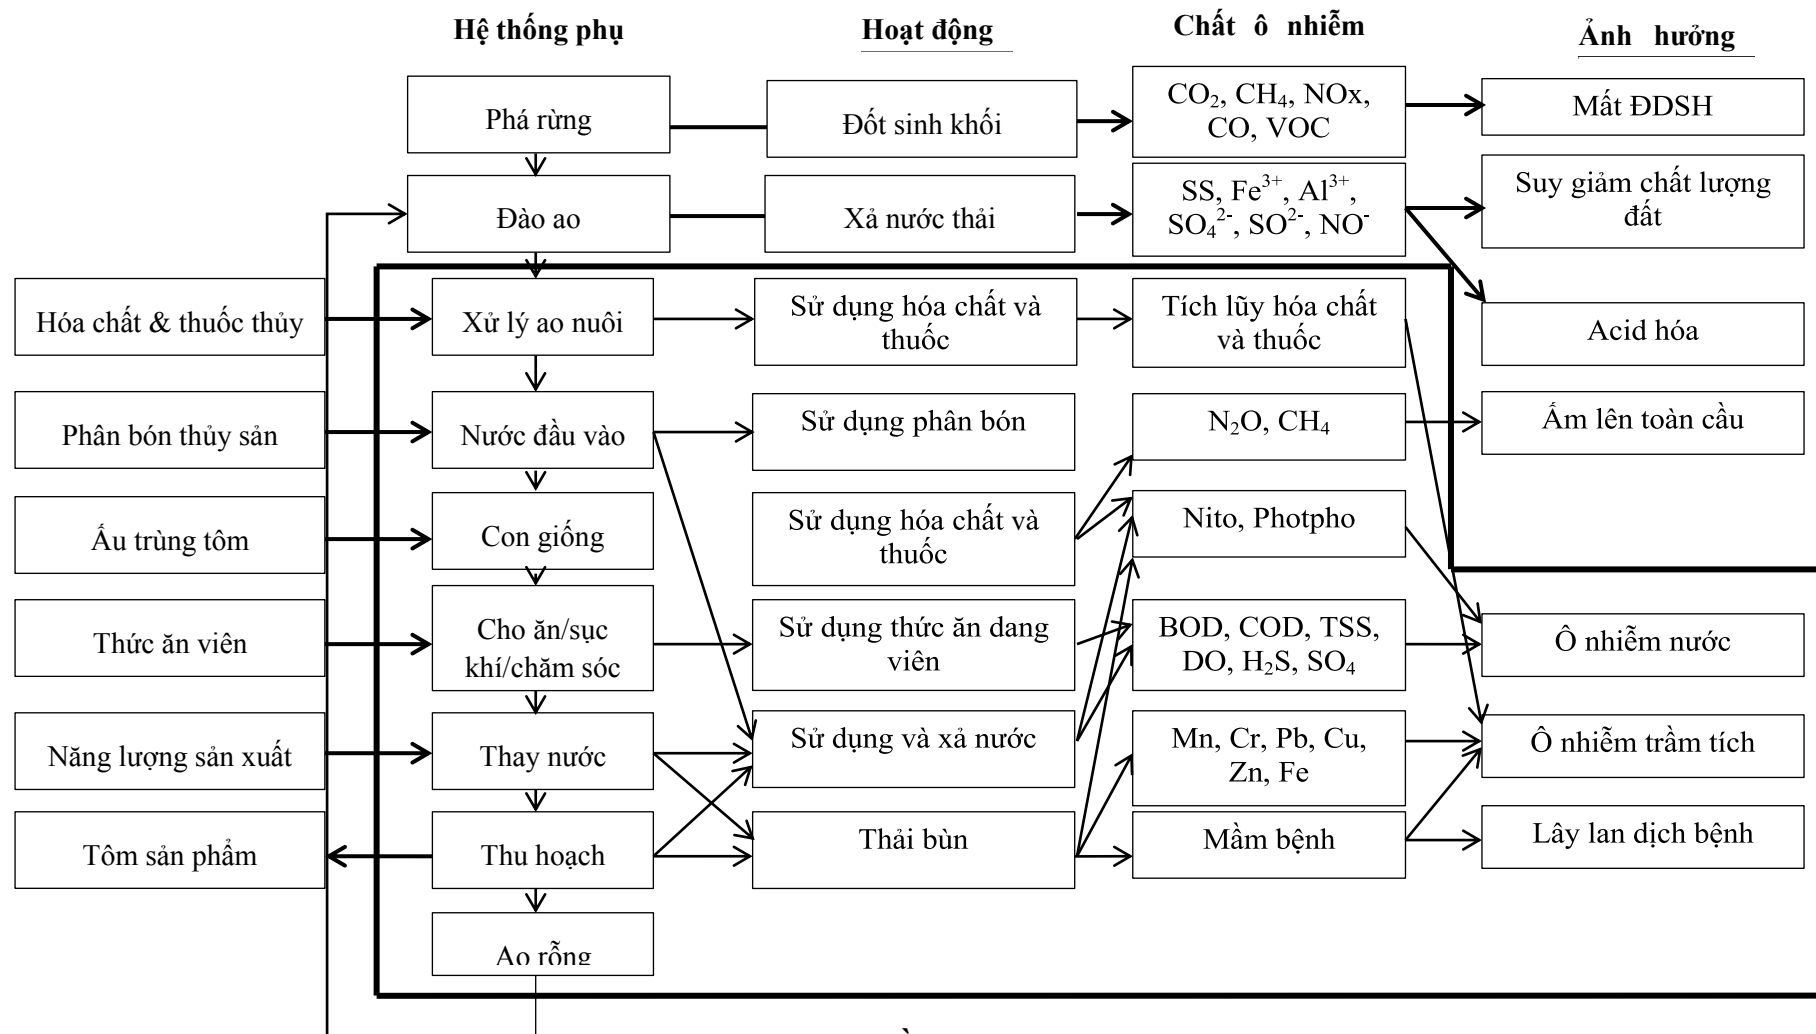 Hệ thống phụ
Hoạt động
Chất ô nhiễm
Ảnh hưởng
Phá rừng
Đốt sinh khối
CO₂, CH₄, NOx,
CO, VOC
Mất ĐDSH
Đào ao
Xả nước thải
SS, Fe³⁺, Al³⁺,
SO₄²⁻, SO²⁻, NO⁻
Suy giảm chất lượng
đất
Hóa chất & thuốc thủy
Xử lý ao nuôi
Sử dụng hóa chất và
thuốc
Tích lũy hóa chất
và thuốc
Acid hóa
Phân bón thủy sản
Nước đầu vào
Sử dụng phân bón
N₂O, CH₄
Ấm lên toàn cầu
Ấu trùng tôm
Con giống
Sử dụng hóa chất và
thuốc
Nito, Photpho
Thức ăn viên
Cho ăn/sục
khí/chăm sóc
Sử dụng thức ăn dang
viên
BOD, COD, TSS,
DO, H₂S, SO₄
Ô nhiễm nước
Năng lượng sản xuất
Thay nước
Sử dụng và xả nước
Mn, Cr, Pb, Cu,
Zn, Fe
Ô nhiễm trầm tích
Tôm sản phẩm
Thu hoạch
Thải bùn
Mầm bệnh
Lây lan dịch bệnh
Ao rỗng